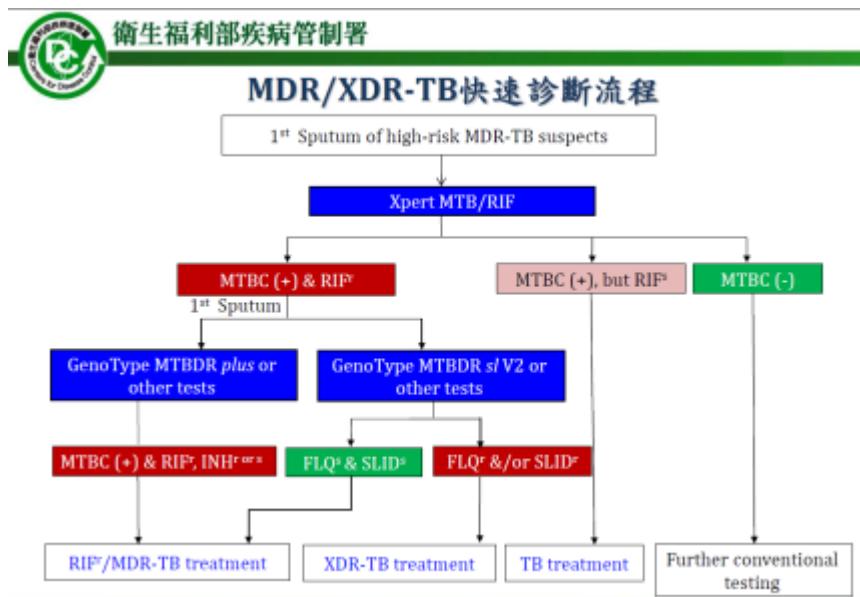 衛生福利部疾病管制署
MDR/XDR-TB快速診斷流程
1st Sputum of high-risk MDR-TB suspects
Xpert MTB/RIF
MTBC (+) & RIFr
MTBC (+), but RIFs
MTBC (-)
1st Sputum
GenoType MTBDR plus or
other tests
GenoType MTBDR sl V2 or
other tests
MTBC (+) & RIFr, INHr or s
FLQs & SLIDs
FLQr &/or SLIDr
RIFr/MDR-TB treatment
XDR-TB treatment
TB treatment
Further conventional
testing